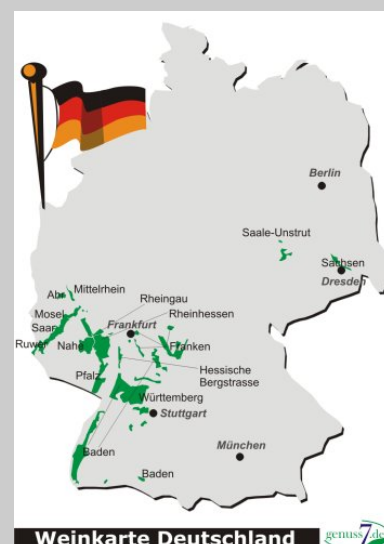 Berlin
Saale-Unstrut
Sachsen
Dresden
Ahr
Mittelrhein
Rheingau
Mosel
Saar
Ruwer
Frankfurt
Rheinhessen
Nahe
Franken
Hessische
Bergstrasse
Pfalz
Württemberg
Stuttgart
Baden
München
Baden
Weinkarte Deutschland
genuss7.de